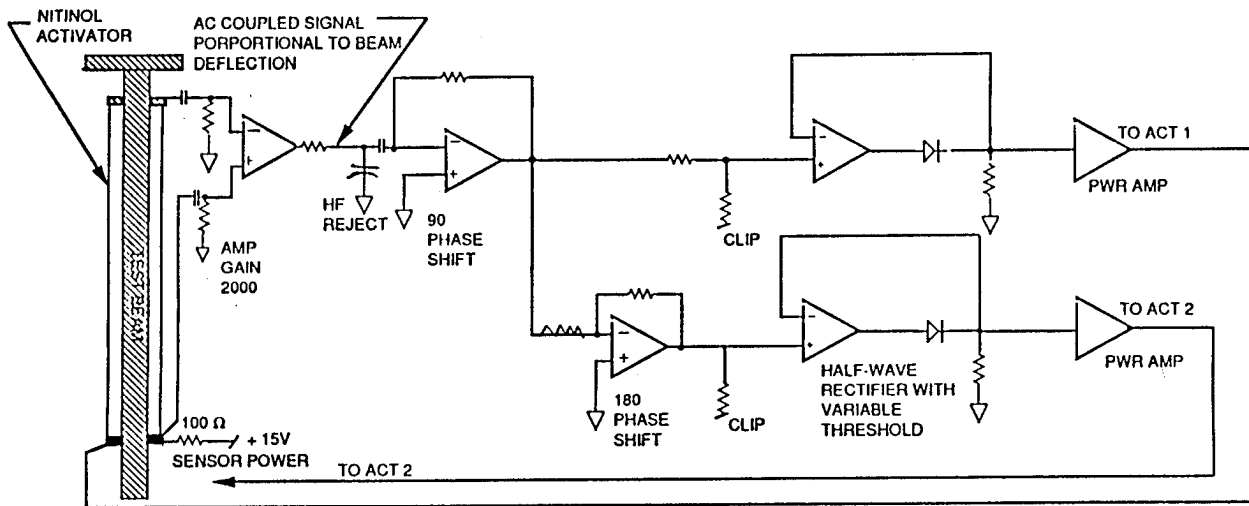 NITINOL
ACTIVATOR
AC COUPLED SIGNAL
PORPORTIONAL TO BEAM
DEFLECTION
TEST BEAM
AMP
GAIN
2000
HF
REJECT
90
PHASE
SHIFT
CLIP
TO ACT 1
PWR AMP
180
PHASE
SHIFT
CLIP
HALF-WAVE
RECTIFIER WITH
VARIABLE
THRESHOLD
TO ACT 2
PWR AMP
100 Ω
+ 15V
SENSOR POWER
TO ACT 2